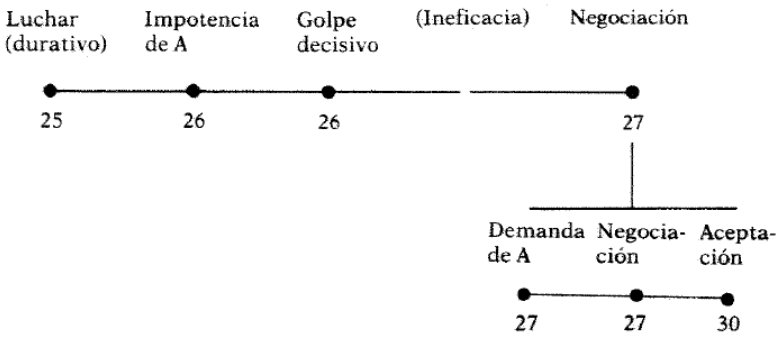 Luchar Impotencia Golpe (Ineficacia) Negociación
(durativo) de A decisivo
25 26 26 27
Demanda Negocia- Acepta-
de A ción ción
27 27 30